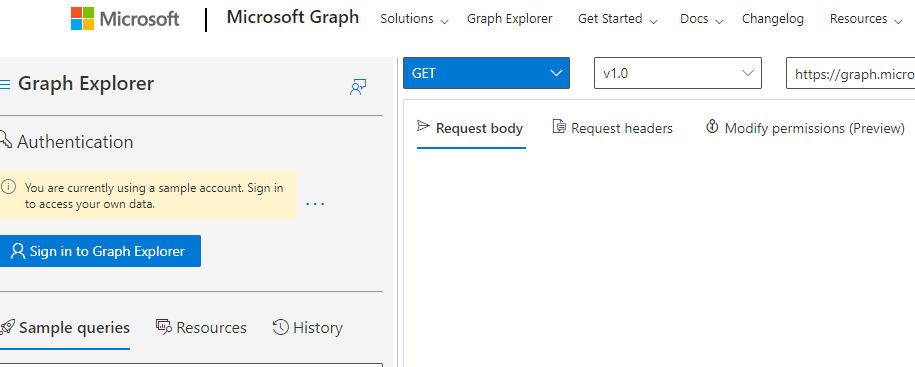 Microsoft
Microsoft Graph
Solutions
Graph Explorer
Get Started
Docs
Changelog
Resources
Graph Explorer
Authentication
You are currently using a sample account. Sign in
to access your own data.
...
Sign in to Graph Explorer
Sample queries
Resources
History
GET
v1.0
https://graph.micro
Request body
Request headers
Modify permissions (Preview)